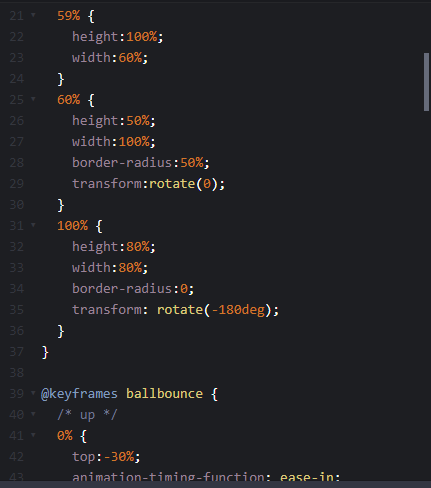 21 59% {
22 height:100%;
23 width:60%;
24 }
25 60% {
26 height:50%;
27 width:100%;
28 border-radius:50%;
29 transform:rotate(0);
30 }
31 100% {
32 height:80%;
33 width:80%;
34 border-radius:0;
35 transform: rotate(-180deg);
36 }
37 }
38
39 @keyframes ballbounce {
40 /* up */
41 0% {
42 top:-30%;
43 animation-timing-function: ease-in;